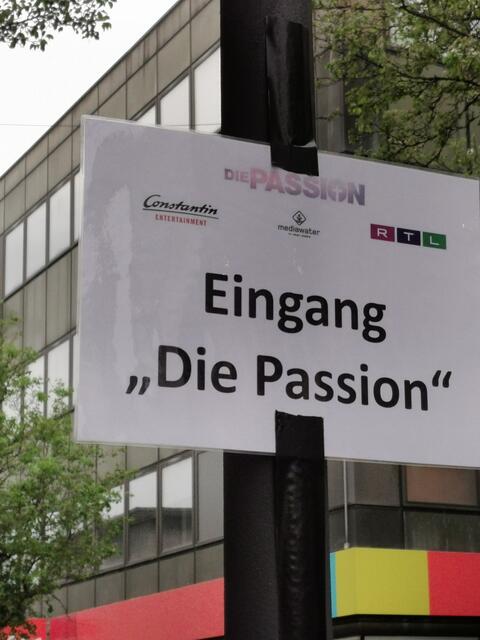 DIE PASSION
Constantin
ENTERTAINMENT
mediawater
RTL
Eingang
„Die Passion“